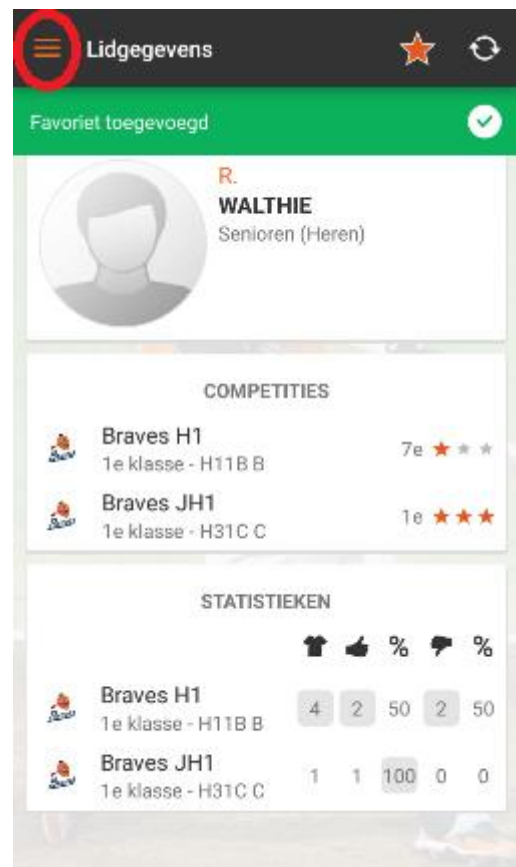 Lidgegevens
Favoriet toegevoegd
R.
WALTHIE
Senioren (Heren)
COMPETITIES
Braves H1
7e
1e klasse - H11B B
Braves JH1
1e
1e klasse - H31C C
STATISTIEKEN
% %
Braves H1
4 2 50 2 50
1e klasse - H11B B
Braves JH1
1 1 100 0 0
1e klasse - H31C C